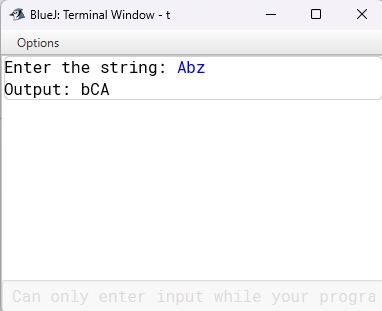 BlueJ: Terminal Window - t
Options
Enter the string: Abz
Output: bCA
Can only enter input while your progra